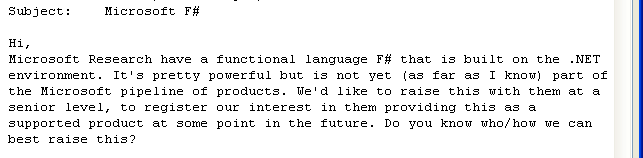 Subject: Microsoft F#
Hi,
Microsoft Research have a functional language F# that is built on the .NET
environment. It's pretty powerful but is not yet (as far as I know) part of
the Microsoft pipeline of products. We'd like to raise this with them at a
senior level, to register our interest in them providing this as a
supported product at some point in the future. Do you know who/how we can
best raise this?